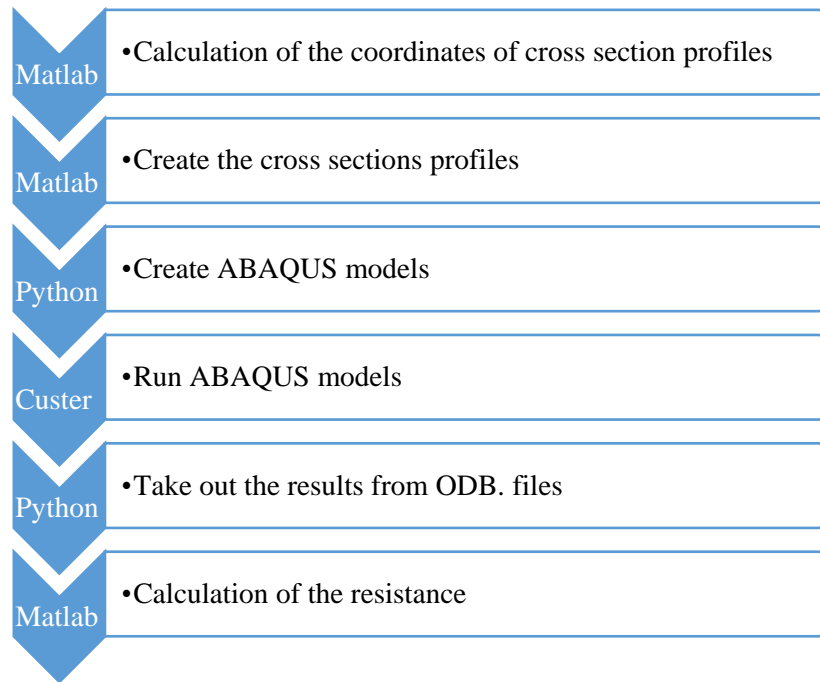 Matlab
•Calculation of the coordinates of cross section profiles
Matlab
•Create the cross sections profiles
Python
•Create ABAQUS models
Custer
•Run ABAQUS models
Python
•Take out the results from ODB. files
Matlab
•Calculation of the resistance